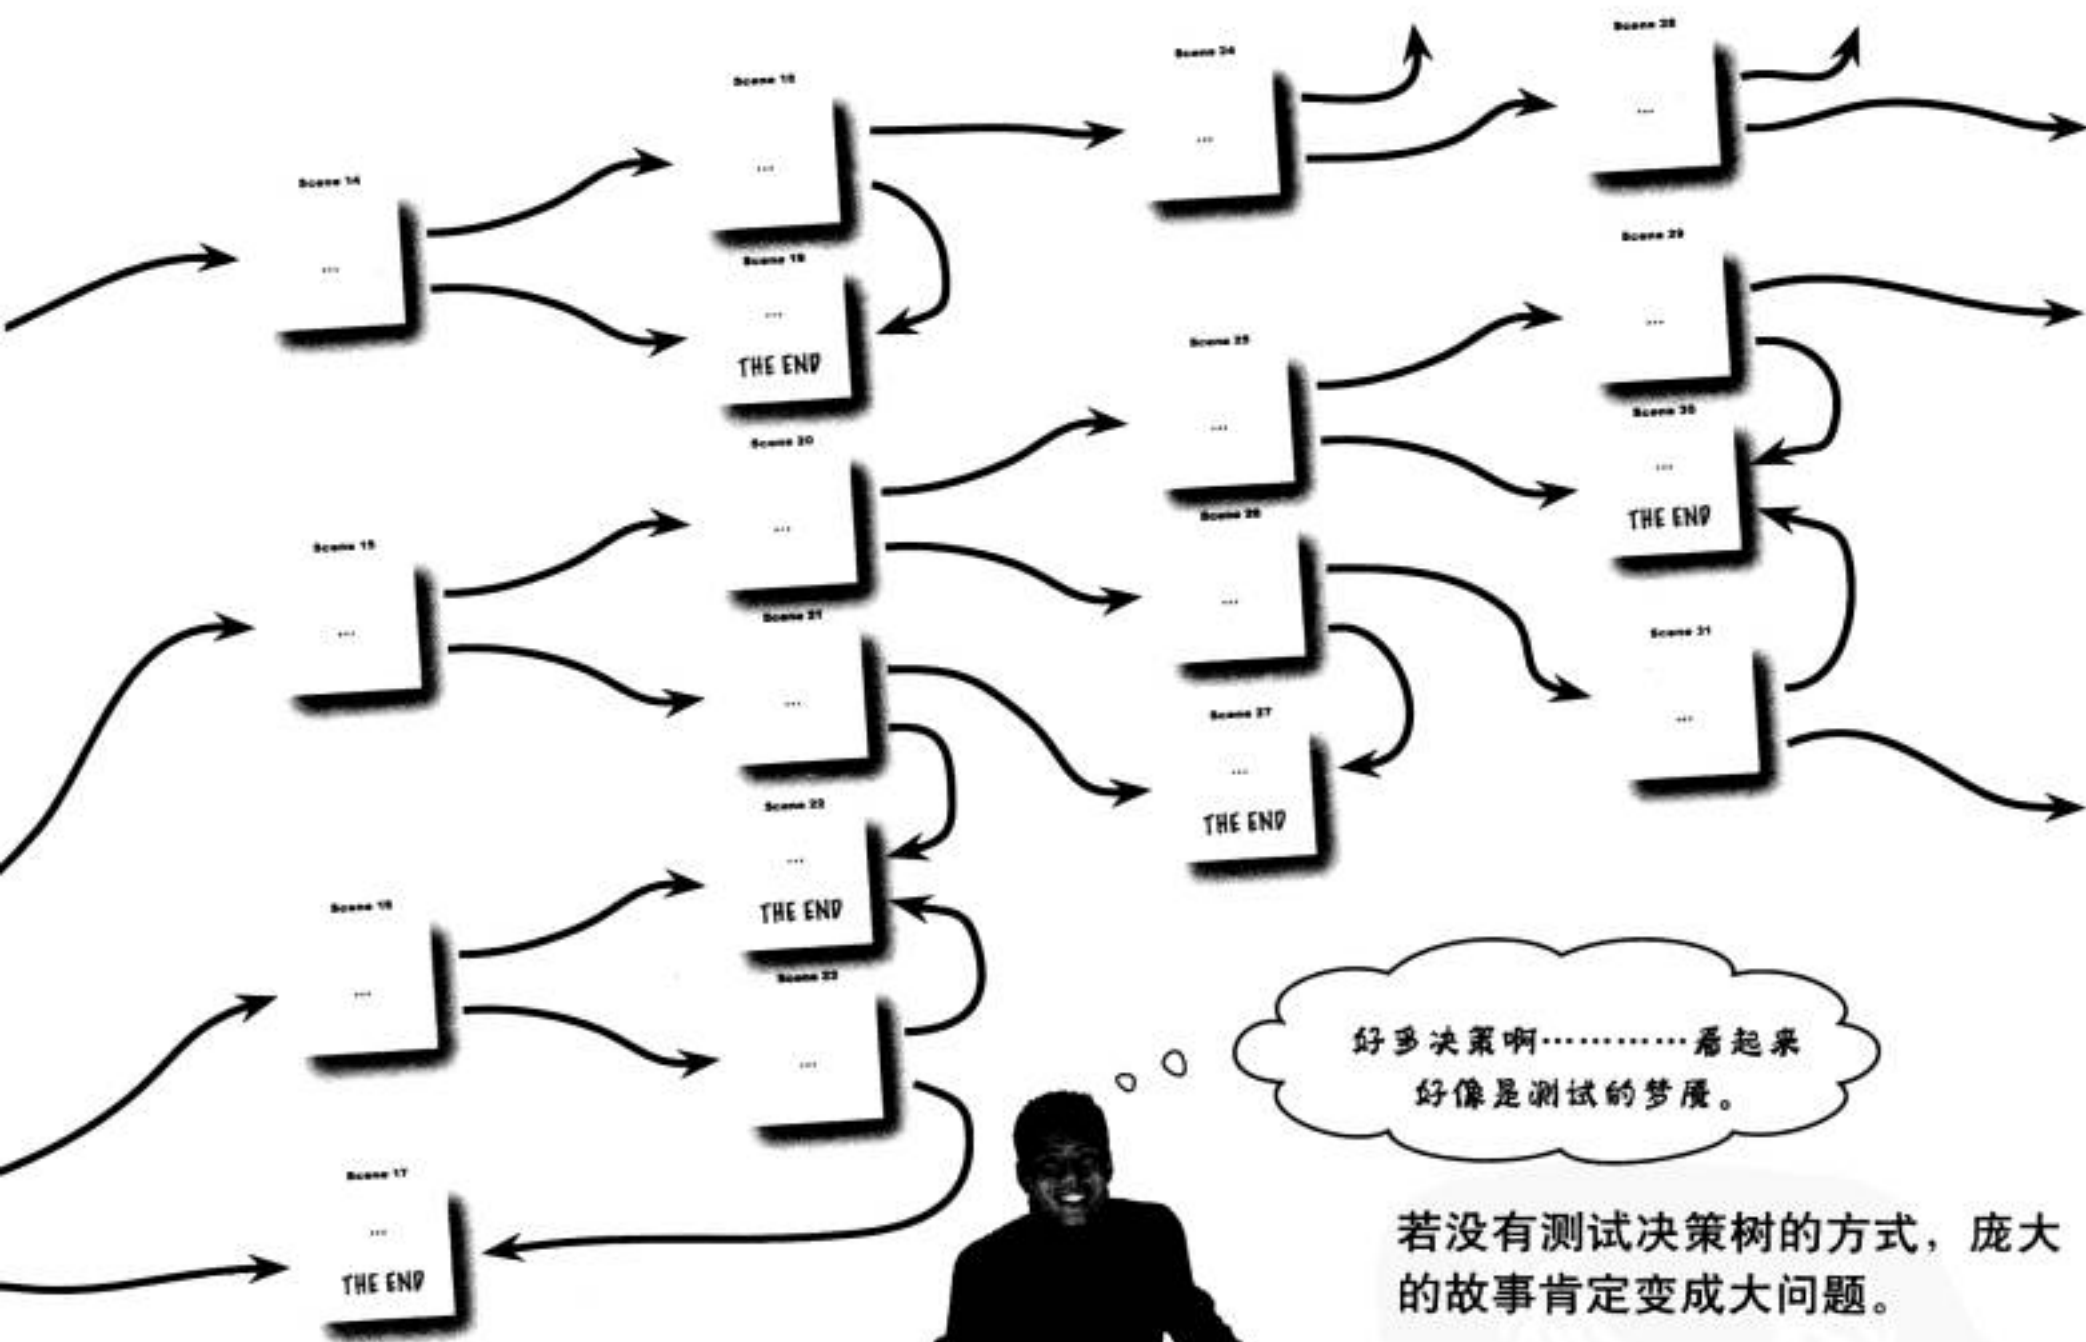 Scene 14
...
Scene 15
...
Scene 16
...
Scene 17
...
THE END
Scene 18
...
Scene 19
...
THE END
Scene 20
...
Scene 21
...
Scene 22
...
THE END
Scene 23
...
Scene 24
...
Scene 25
...
Scene 26
...
Scene 27
...
THE END
Scene 28
...
Scene 29
...
Scene 30
...
THE END
Scene 31
...
好多决策啊…………看起来
好像是测试的梦魇。
若没有测试决策树的方式，庞大
的故事肯定变成大问题。